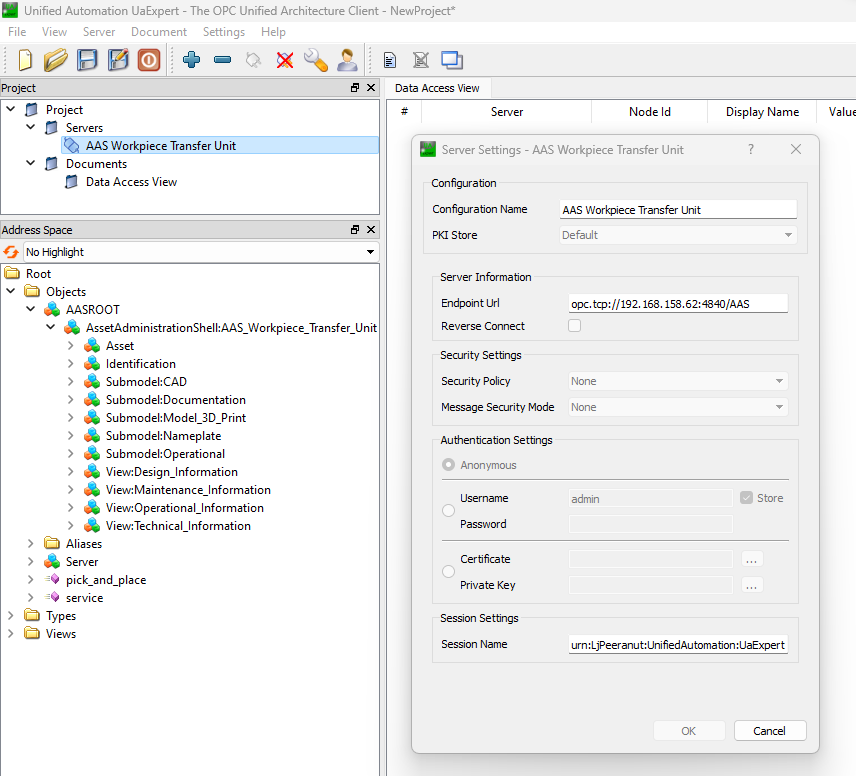 Unified Automation UaExpert - The OPC Unified Architecture Client - NewProject*
File View Server Document Settings Help
Project
Project
Servers
AAS Workpiece Transfer Unit
Documents
Data Access View
Address Space
No Highlight
Root
Objects
AASROOT
AssetAdministrationShell:AAS_Workpiece_Transfer_Unit
Asset
Identification
Submodel:CAD
Submodel:Documentation
Submodel:Model_3D_Print
Submodel:Nameplate
Submodel:Operational
View:Design_Information
View:Maintenance_Information
View:Operational_Information
View:Technical_Information
Aliases
Server
pick_and_place
service
Types
Views
Data Access View
# Server Node Id Display Name Value
Server Settings - AAS Workpiece Transfer Unit ?
Configuration
Configuration Name AAS Workpiece Transfer Unit
PKI Store Default
Server Information
Endpoint Url opc.tcp://192.168.158.62:4840/AAS
Reverse Connect
Security Settings
Security Policy None
Message Security Mode None
Authentication Settings
Anonymous
Username admin Store
Password
Certificate ...
Private Key ...
Session Settings
Session Name urn:LjPeeranut:UnifiedAutomation:UaExpert
OK Cancel